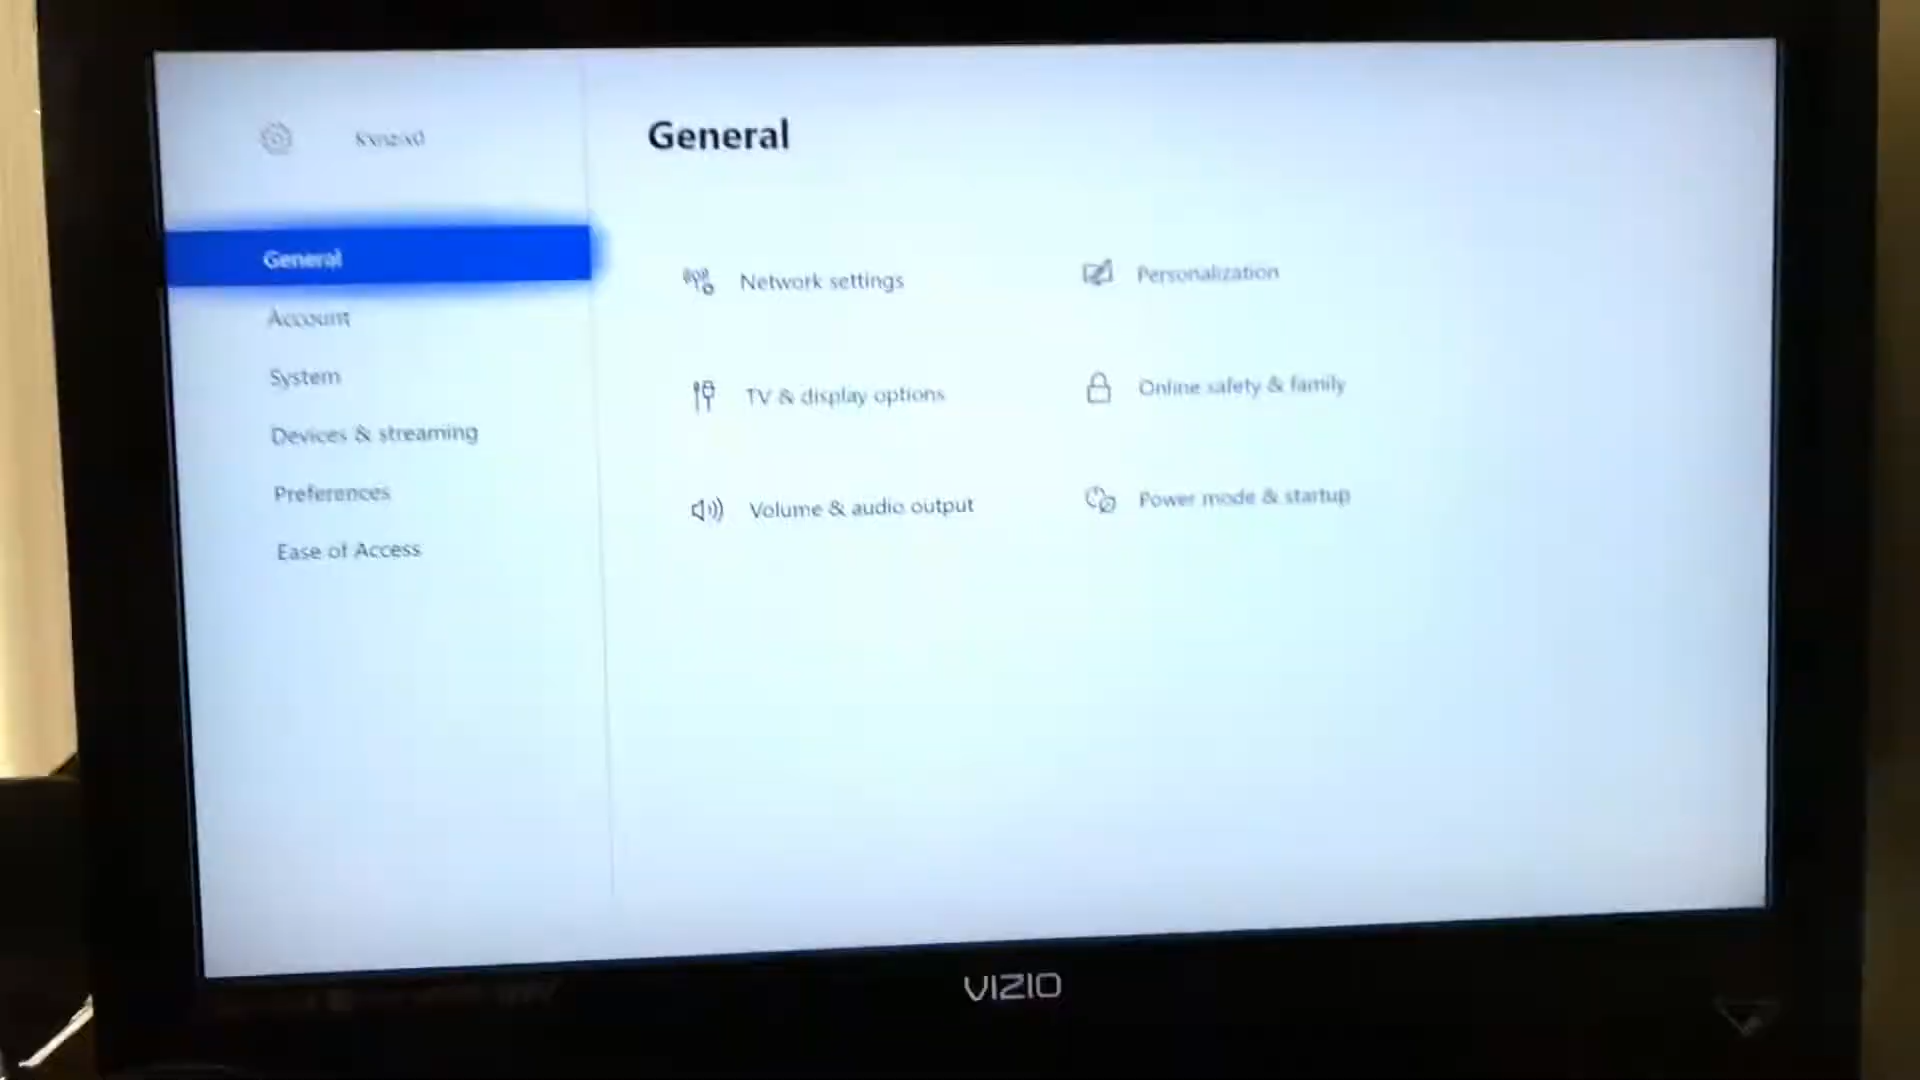 General
General
Account
System
Devices & streaming
Preferences
Ease of Access
Network settings
Personalization
TV & display options
Online safety & family
Volume & audio output
Power mode & startup
VIZIO